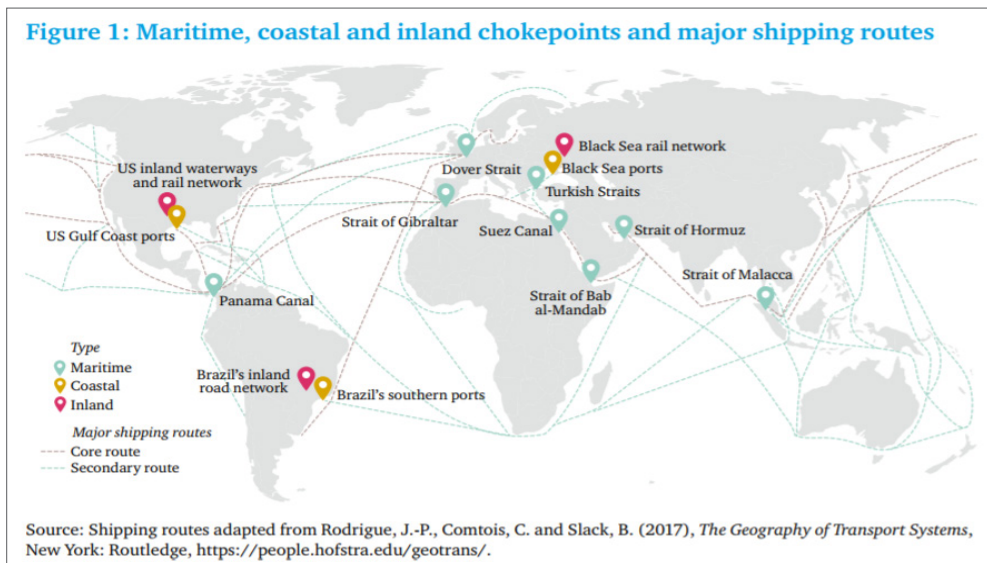 Figure 1: Maritime, coastal and inland chokepoints and major shipping routes
US inland waterways
and rail network
US Gulf Coast ports
Panama Canal
Dover Strait
Strait of Gibraltar
Black Sea rail network
Black Sea ports
Turkish Straits
Suez Canal
Strait of Hormuz
Strait of Bab
al-Mandab
Strait of Malacca
Brazil's inland
road network
Brazil's southern ports
Type
Maritime
Coastal
Inland
Major shipping routes
Core route
Secondary route
Source: Shipping routes adapted from Rodrigue, J.-P., Comtois, C. and Slack, B. (2017), The Geography of Transport Systems,
New York: Routledge, https://people.hofstra.edu/geotrans/.